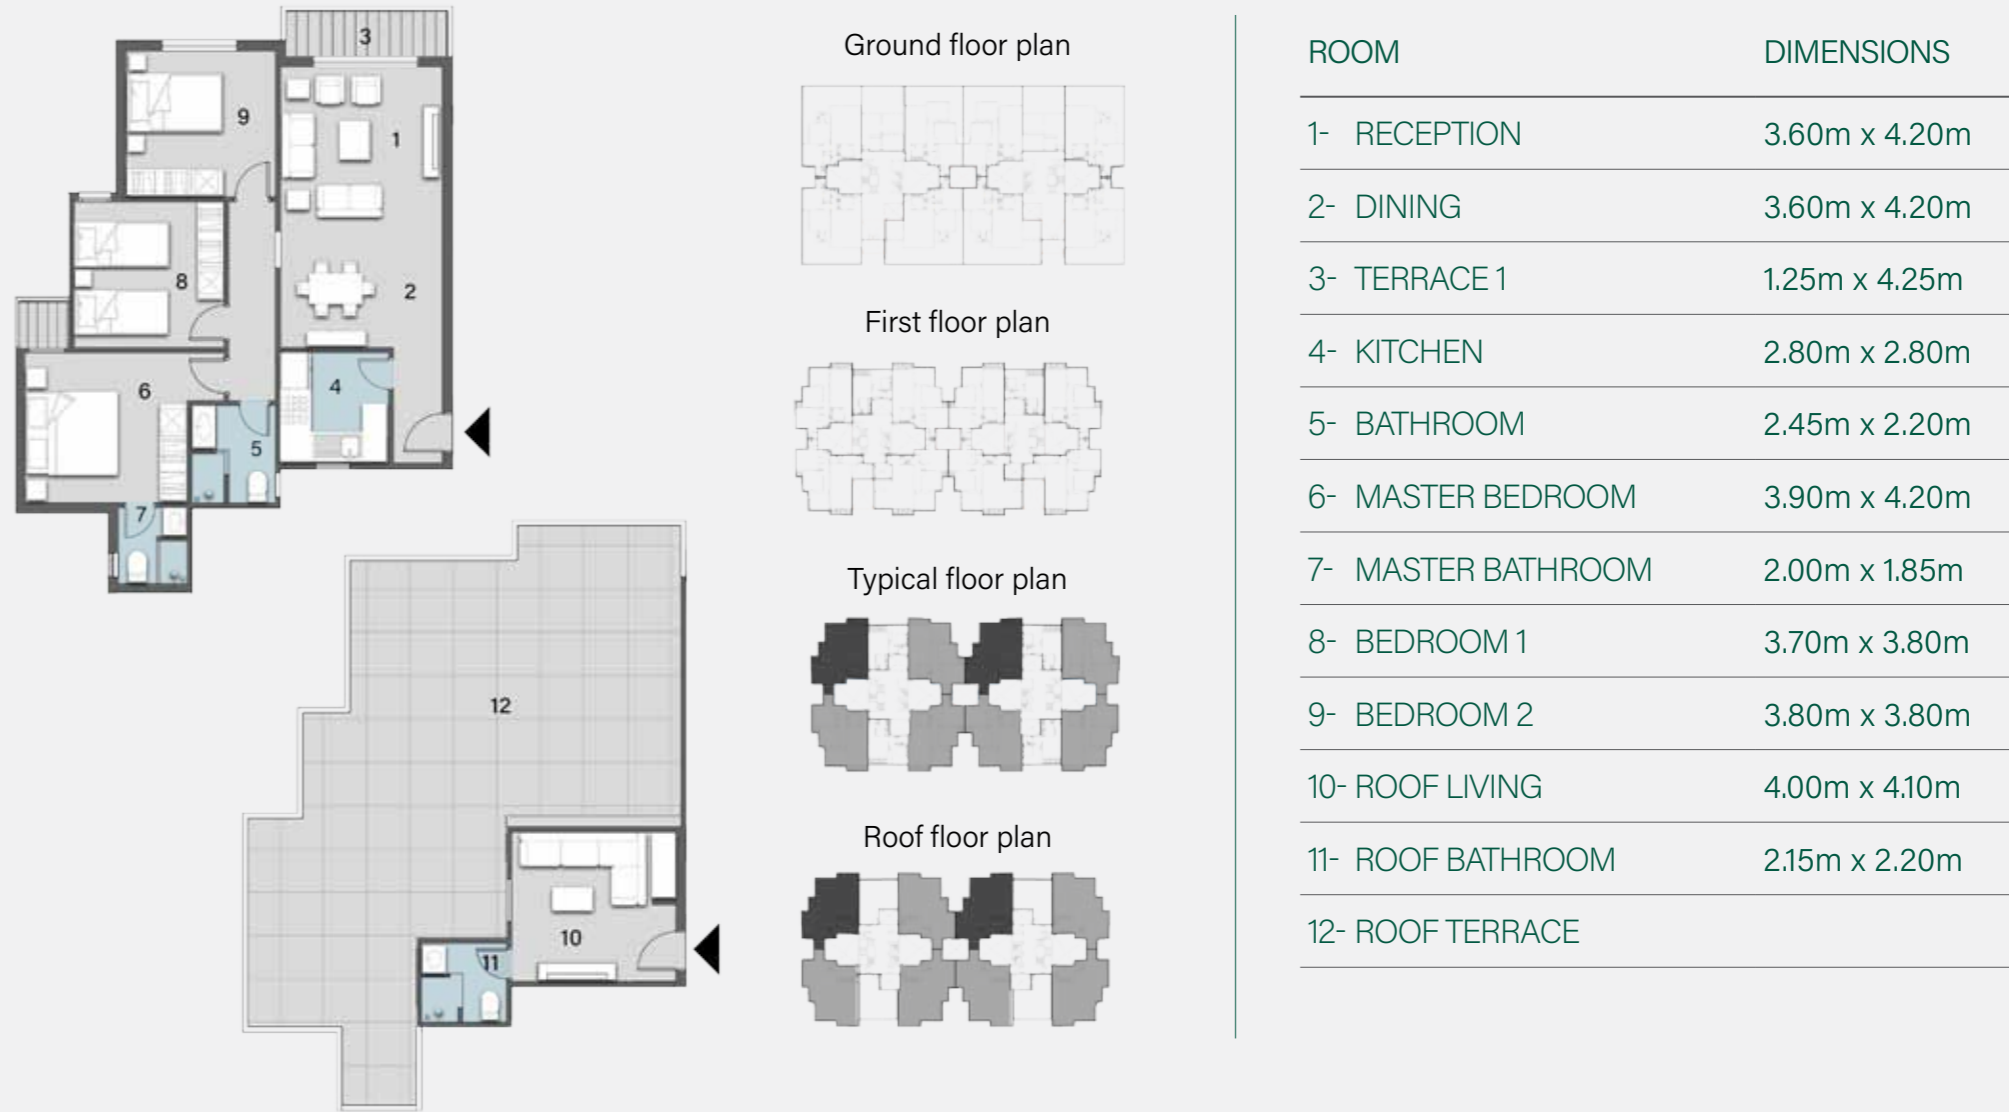 3
9
1
8
2
6
4
5
7
12
10
11
Ground floor plan
First floor plan
Typical floor plan
Roof floor plan
ROOM DIMENSIONS
1- RECEPTION 3.60m x 4.20m
2- DINING 3.60m x 4.20m
3- TERRACE 1 1.25m x 4.25m
4- KITCHEN 2.80m x 2.80m
5- BATHROOM 2.45m x 2.20m
6- MASTER BEDROOM 3.90m x 4.20m
7- MASTER BATHROOM 2.00m x 1.85m
8- BEDROOM 1 3.70m x 3.80m
9- BEDROOM 2 3.80m x 3.80m
10- ROOF LIVING 4.00m x 4.10m
11- ROOF BATHROOM 2.15m x 2.20m
12- ROOF TERRACE